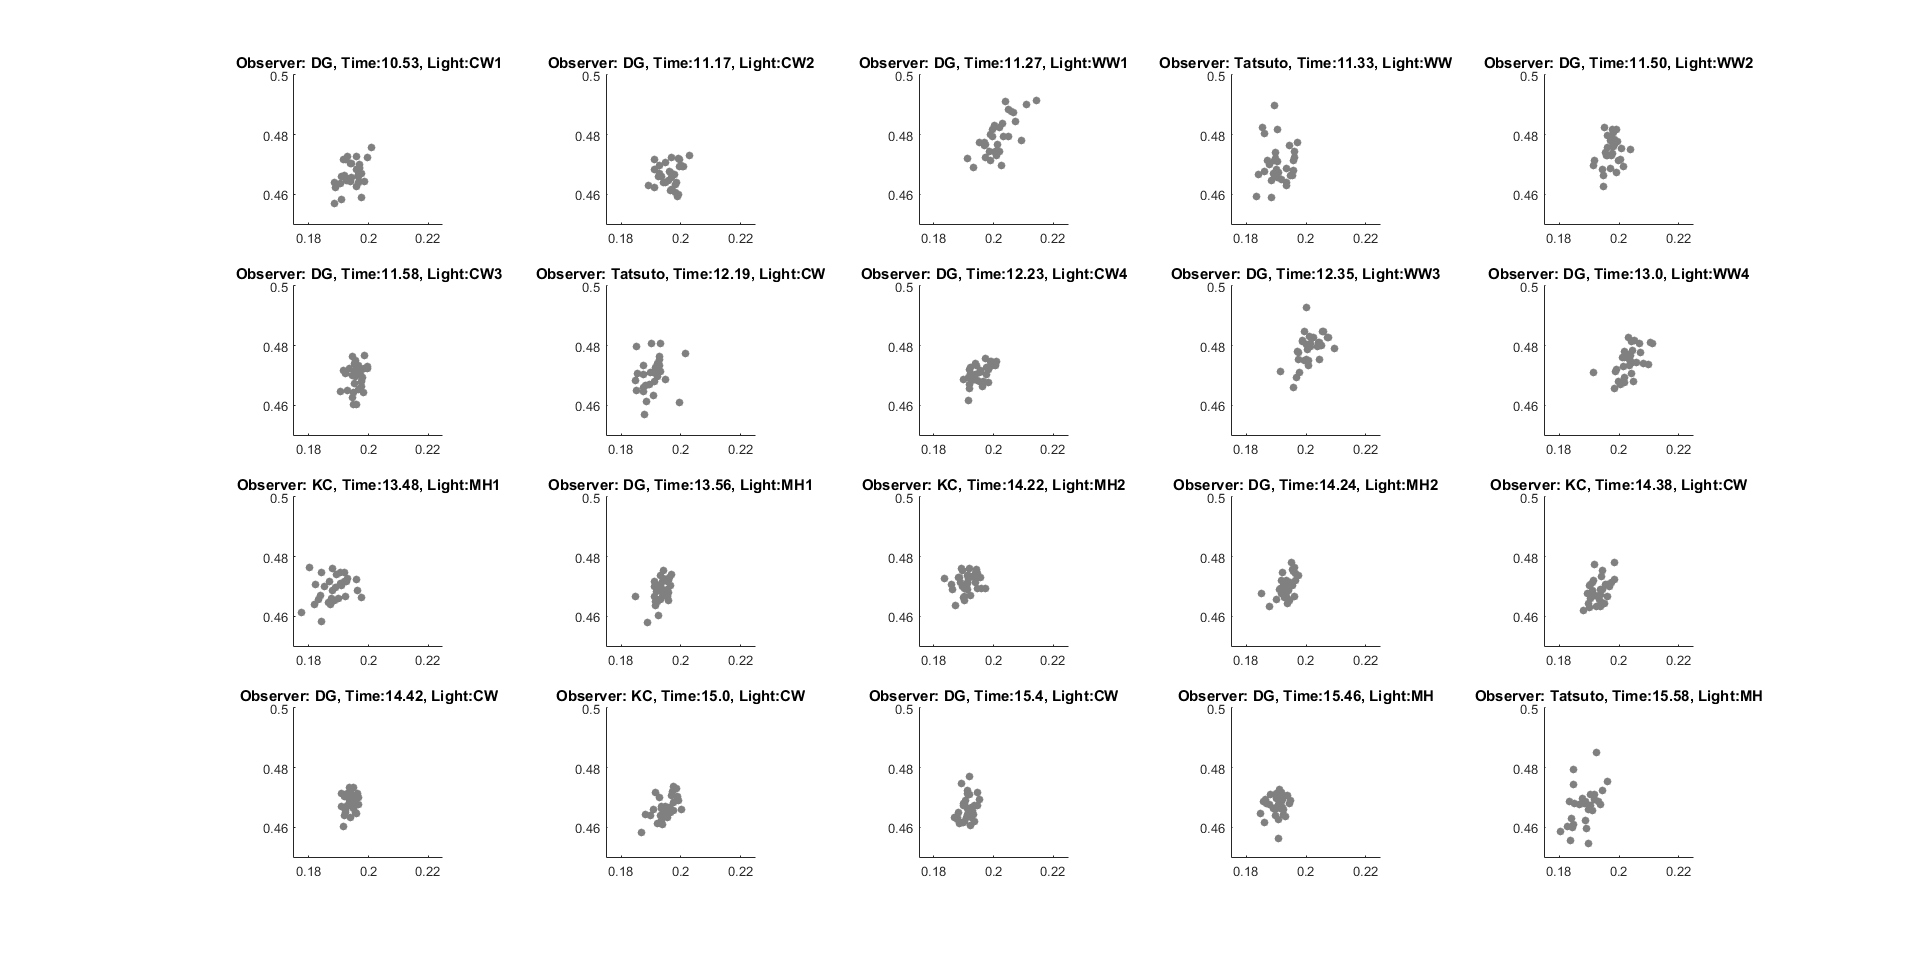 Observer: DG, Time:10.53, Light:CW1
0.5
0.48
0.46
0.18 0.2 0.22
Observer: DG, Time:11.17, Light:CW2
0.5
0.48
0.46
0.18 0.2 0.22
Observer: DG, Time:11.27, Light:WW1
0.5
0.48
0.46
0.18 0.2 0.22
Observer: Tatsuto, Time:11.33, Light:WW
0.5
0.48
0.46
0.18 0.2 0.22
Observer: DG, Time:11.50, Light:WW2
0.5
0.48
0.46
0.18 0.2 0.22
Observer: DG, Time:11.58, Light:CW3
0.5
0.48
0.46
0.18 0.2 0.22
Observer: Tatsuto, Time:12.19, Light:CW
0.5
0.48
0.46
0.18 0.2 0.22
Observer: DG, Time:12.23, Light:CW4
0.5
0.48
0.46
0.18 0.2 0.22
Observer: DG, Time:12.35, Light:WW3
0.5
0.48
0.46
0.18 0.2 0.22
Observer: DG, Time:13.0, Light:WW4
0.5
0.48
0.46
0.18 0.2 0.22
Observer: KC, Time:13.48, Light:MH1
0.5
0.48
0.46
0.18 0.2 0.22
Observer: DG, Time:13.56, Light:MH1
0.5
0.48
0.46
0.18 0.2 0.22
Observer: KC, Time:14.22, Light:MH2
0.5
0.48
0.46
0.18 0.2 0.22
Observer: DG, Time:14.24, Light:MH2
0.5
0.48
0.46
0.18 0.2 0.22
Observer: KC, Time:14.38, Light:CW
0.5
0.48
0.46
0.18 0.2 0.22
Observer: DG, Time:14.42, Light:CW
0.5
0.48
0.46
0.18 0.2 0.22
Observer: KC, Time:15.0, Light:CW
0.5
0.48
0.46
0.18 0.2 0.22
Observer: DG, Time:15.4, Light:CW
0.5
0.48
0.46
0.18 0.2 0.22
Observer: DG, Time:15.46, Light:MH
0.5
0.48
0.46
0.18 0.2 0.22
Observer: Tatsuto, Time:15.58, Light:MH
0.5
0.48
0.46
0.18 0.2 0.22